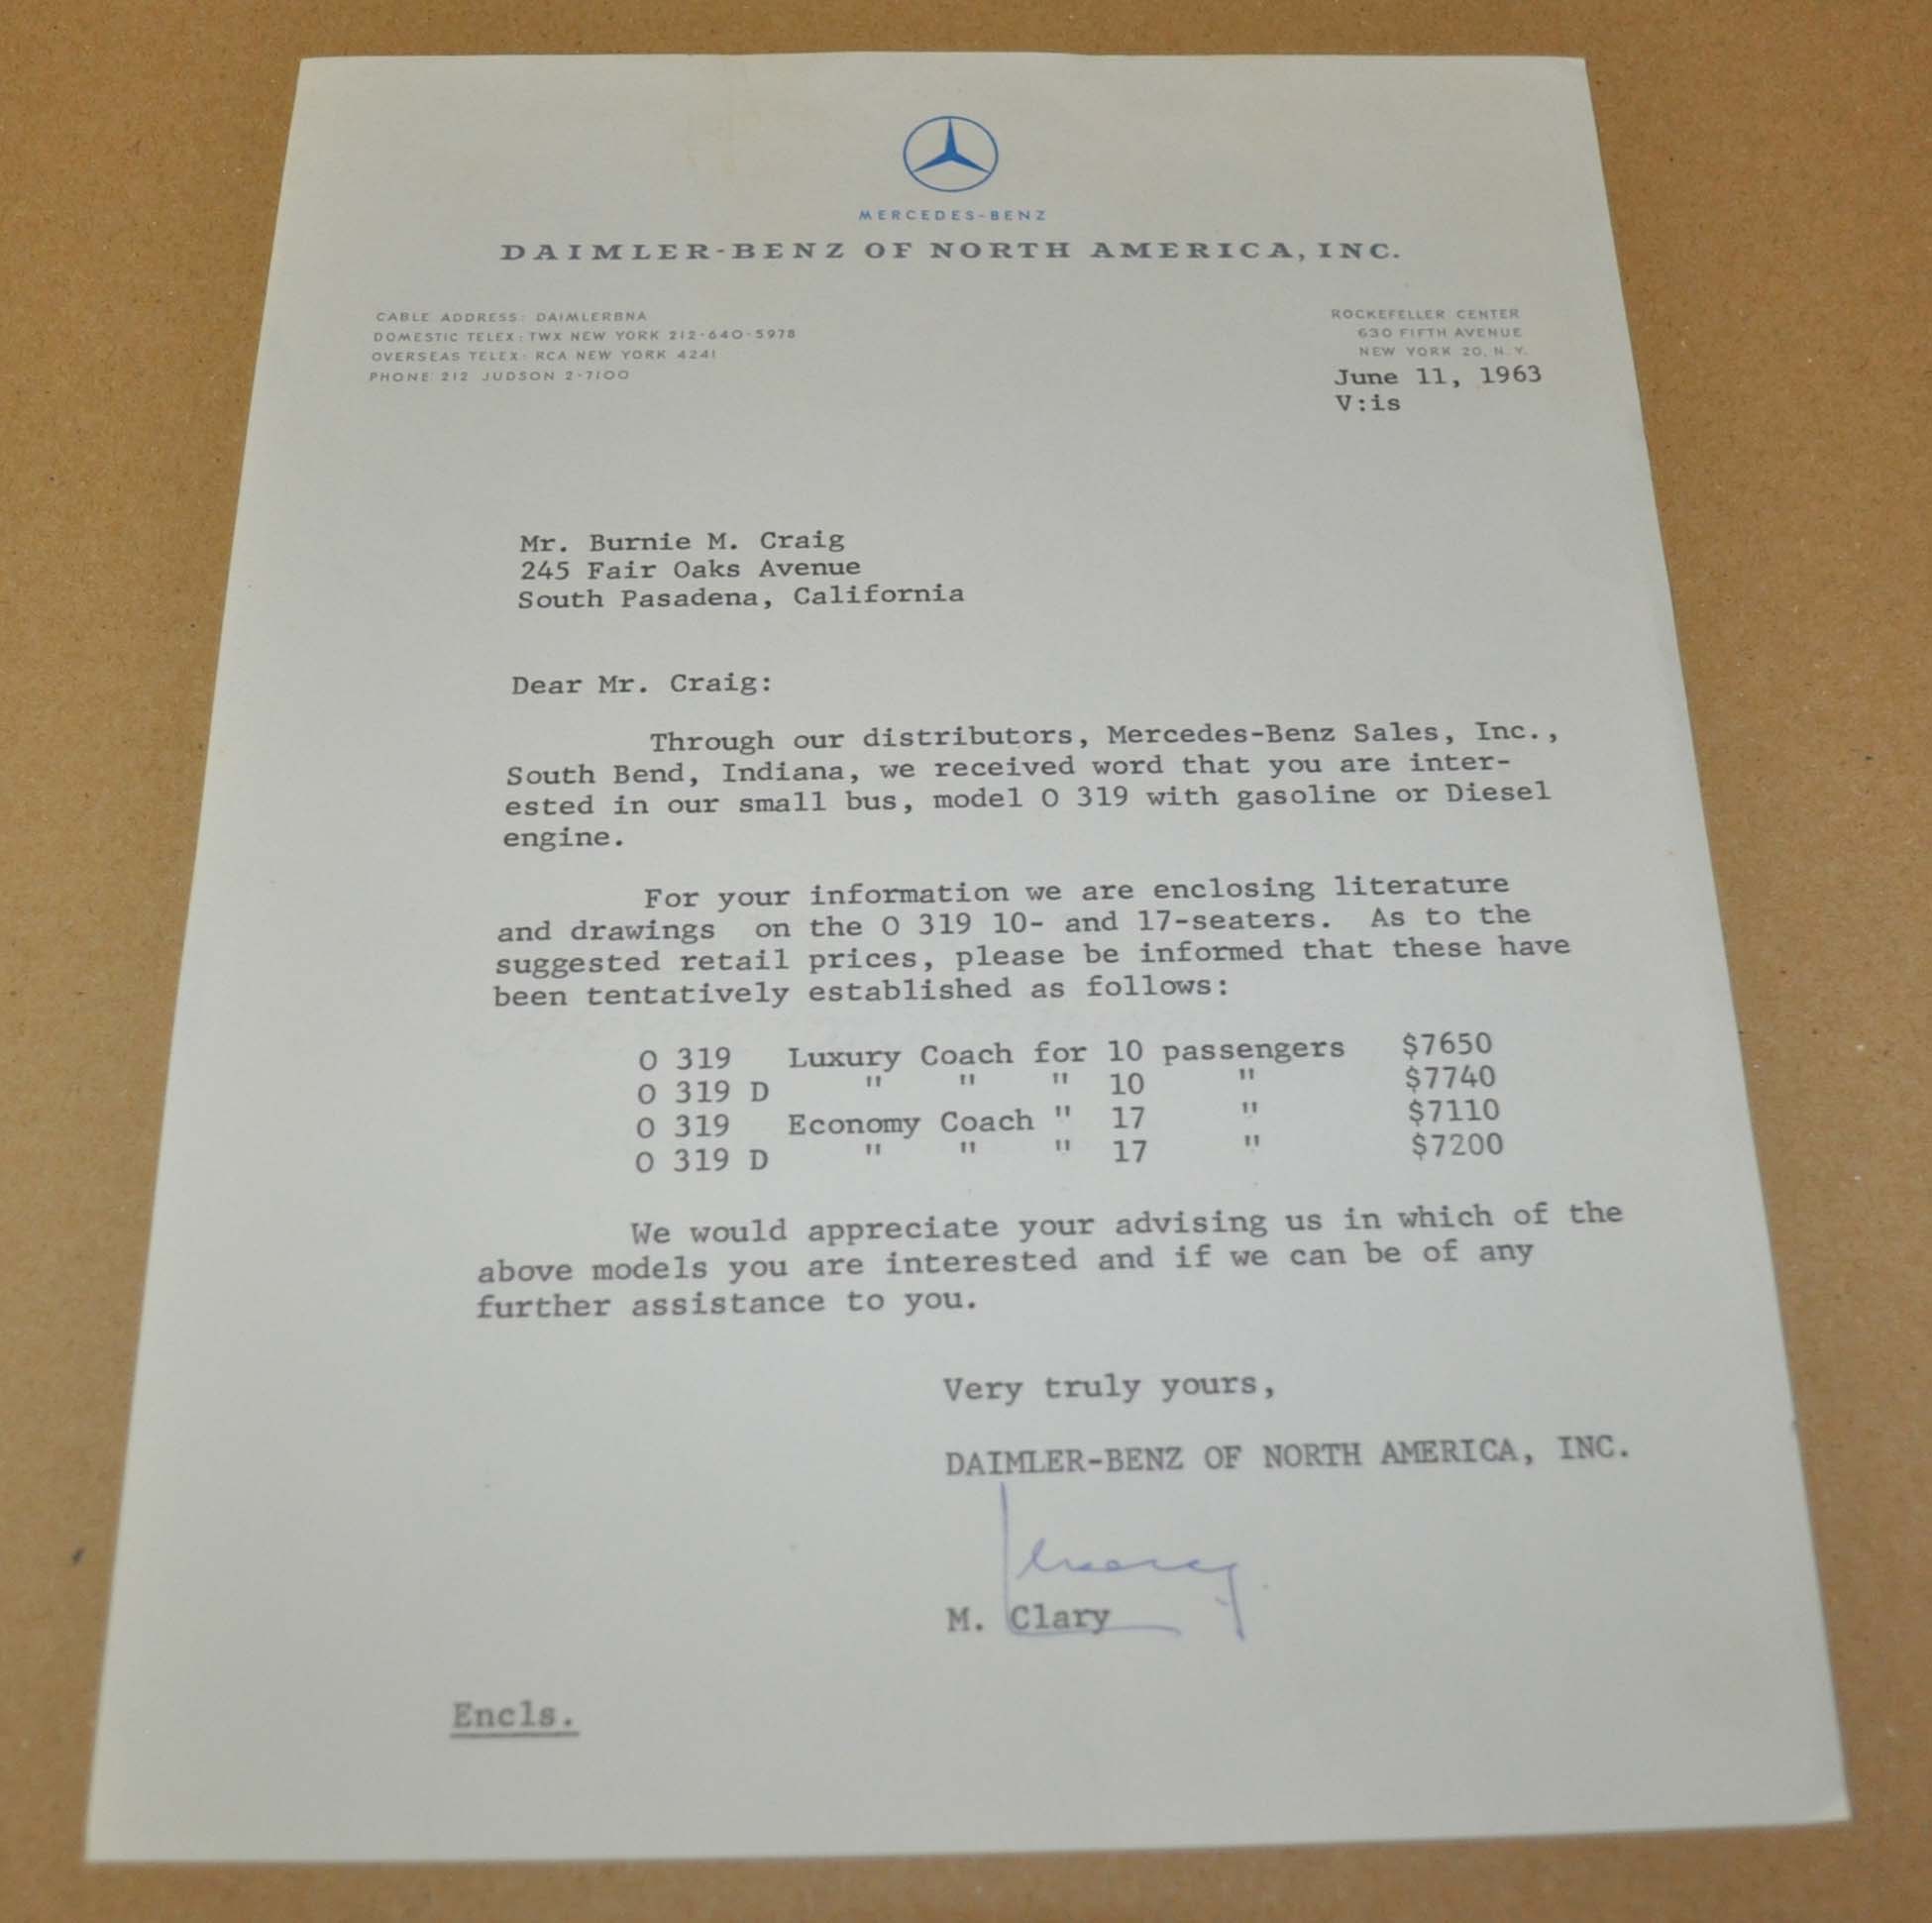 MERCEDES-BENZ
DAIMLER-BENZ OF NORTH AMERICA, INC.
CABLE ADDRESS: DAIMLERBNA
DOMESTIC TELEX: TWX NEW YORK 212-640-5978
OVERSEAS TELEX: RCA NEW YORK 4241
PHONE: 212 JUDSON 2-7100
ROCKEFELLER CENTER
630 FIFTH AVENUE
NEW YORK 20, N.Y.
June 11, 1963
V:is
Mr. Burnie M. Craig
245 Fair Oaks Avenue
South Pasadena, California
Dear Mr. Craig:
Through our distributors, Mercedes-Benz Sales, Inc.,
South Bend, Indiana, we received word that you are inter-
ested in our small bus, model O 319 with gasoline or Diesel
engine.
For your information we are enclosing literature
and drawings on the O 319 10- and 17-seaters. As to the
suggested retail prices, please be informed that these have
been tentatively established as follows:
O 319 Luxury Coach for 10 passengers $7650
O 319 D " " " 10 " $7740
O 319 Economy Coach " 17 " $7110
O 319 D " " " 17 " $7200
We would appreciate your advising us in which of the
above models you are interested and if we can be of any
further assistance to you.
Very truly yours,
DAIMLER-BENZ OF NORTH AMERICA, INC.
M. Clary
Encls.